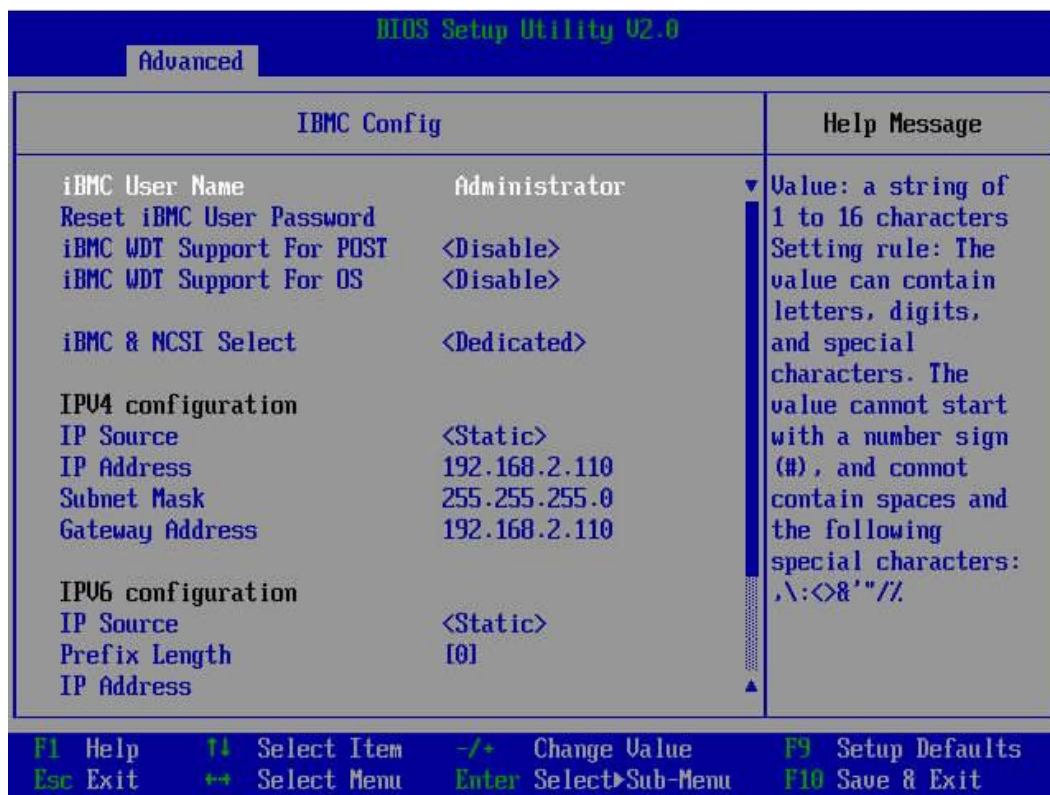 BIOS Setup Utility V2.0
Advanced
IBMC Config
iBMC User Name Administrator
Reset iBMC User Password
iBMC WDT Support For POST <Disable>
iBMC WDT Support For OS <Disable>
iBMC & NCSI Select <Dedicated>
IPV4 configuration
IP Source <Static>
IP Address 192.168.2.110
Subnet Mask 255.255.255.0
Gateway Address 192.168.2.110
IPV6 configuration
IP Source <Static>
Prefix Length [0]
IP Address
Help Message
Value: a string of
1 to 16 characters
Setting rule: The
value can contain
letters, digits,
and special
characters. The
value cannot start
with a number sign
(#), and connot
contain spaces and
the following
special characters:
,\:<>&'"/%
F1 Help ↑↓ Select Item -/+ Change Value F9 Setup Defaults
Esc Exit ←→ Select Menu Enter Select▶Sub-Menu F10 Save & Exit